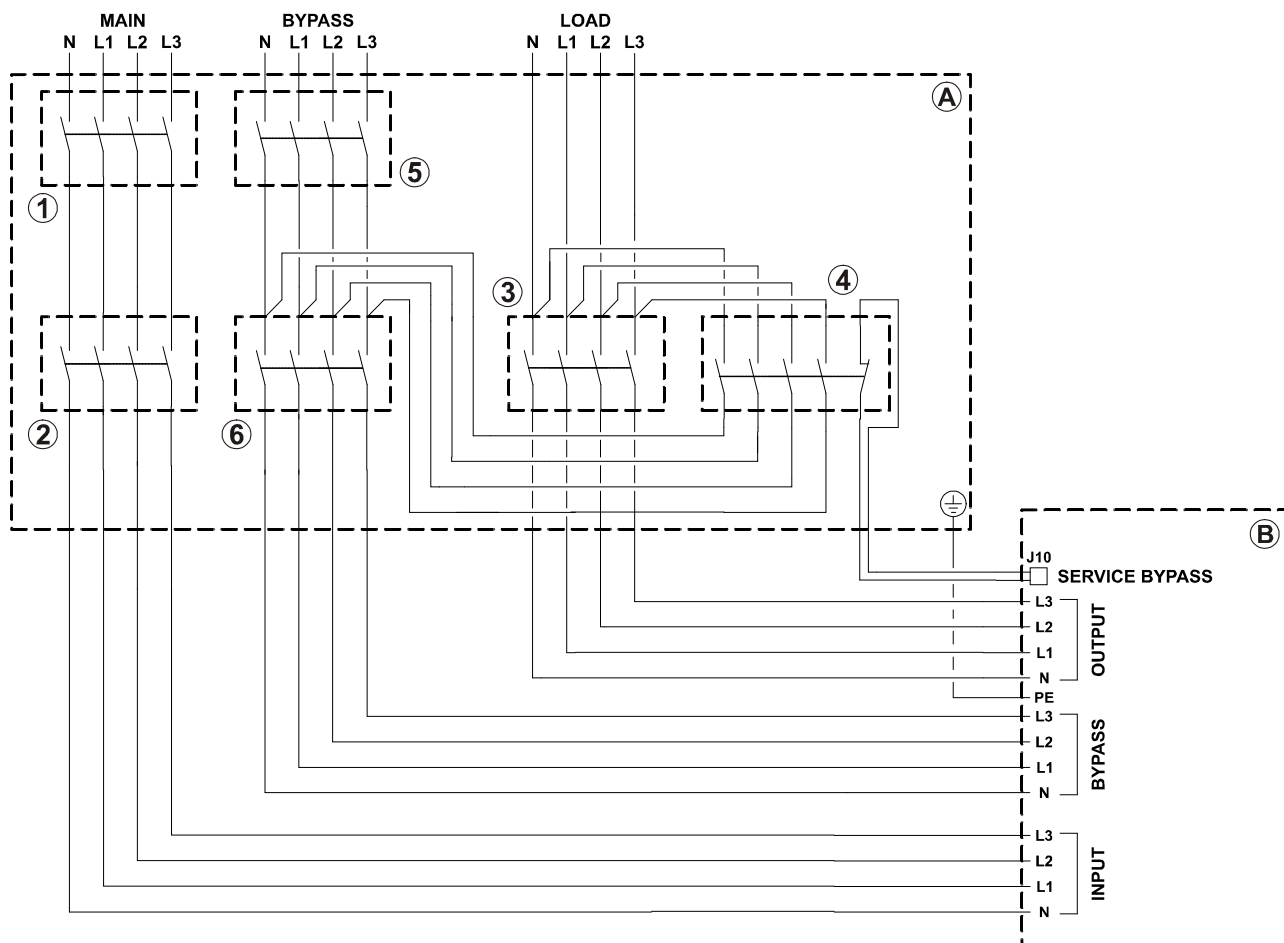 MAIN BYPASS LOAD
N L1 L2 L3 N L1 L2 L3 N L1 L2 L3
A
5
1
4
3
2
6
B
J10
SERVICE BYPASS
L3
L2
L1
N
OUTPUT
PE
L3
L2
L1
N
BYPASS
L3
L2
L1
N
INPUT